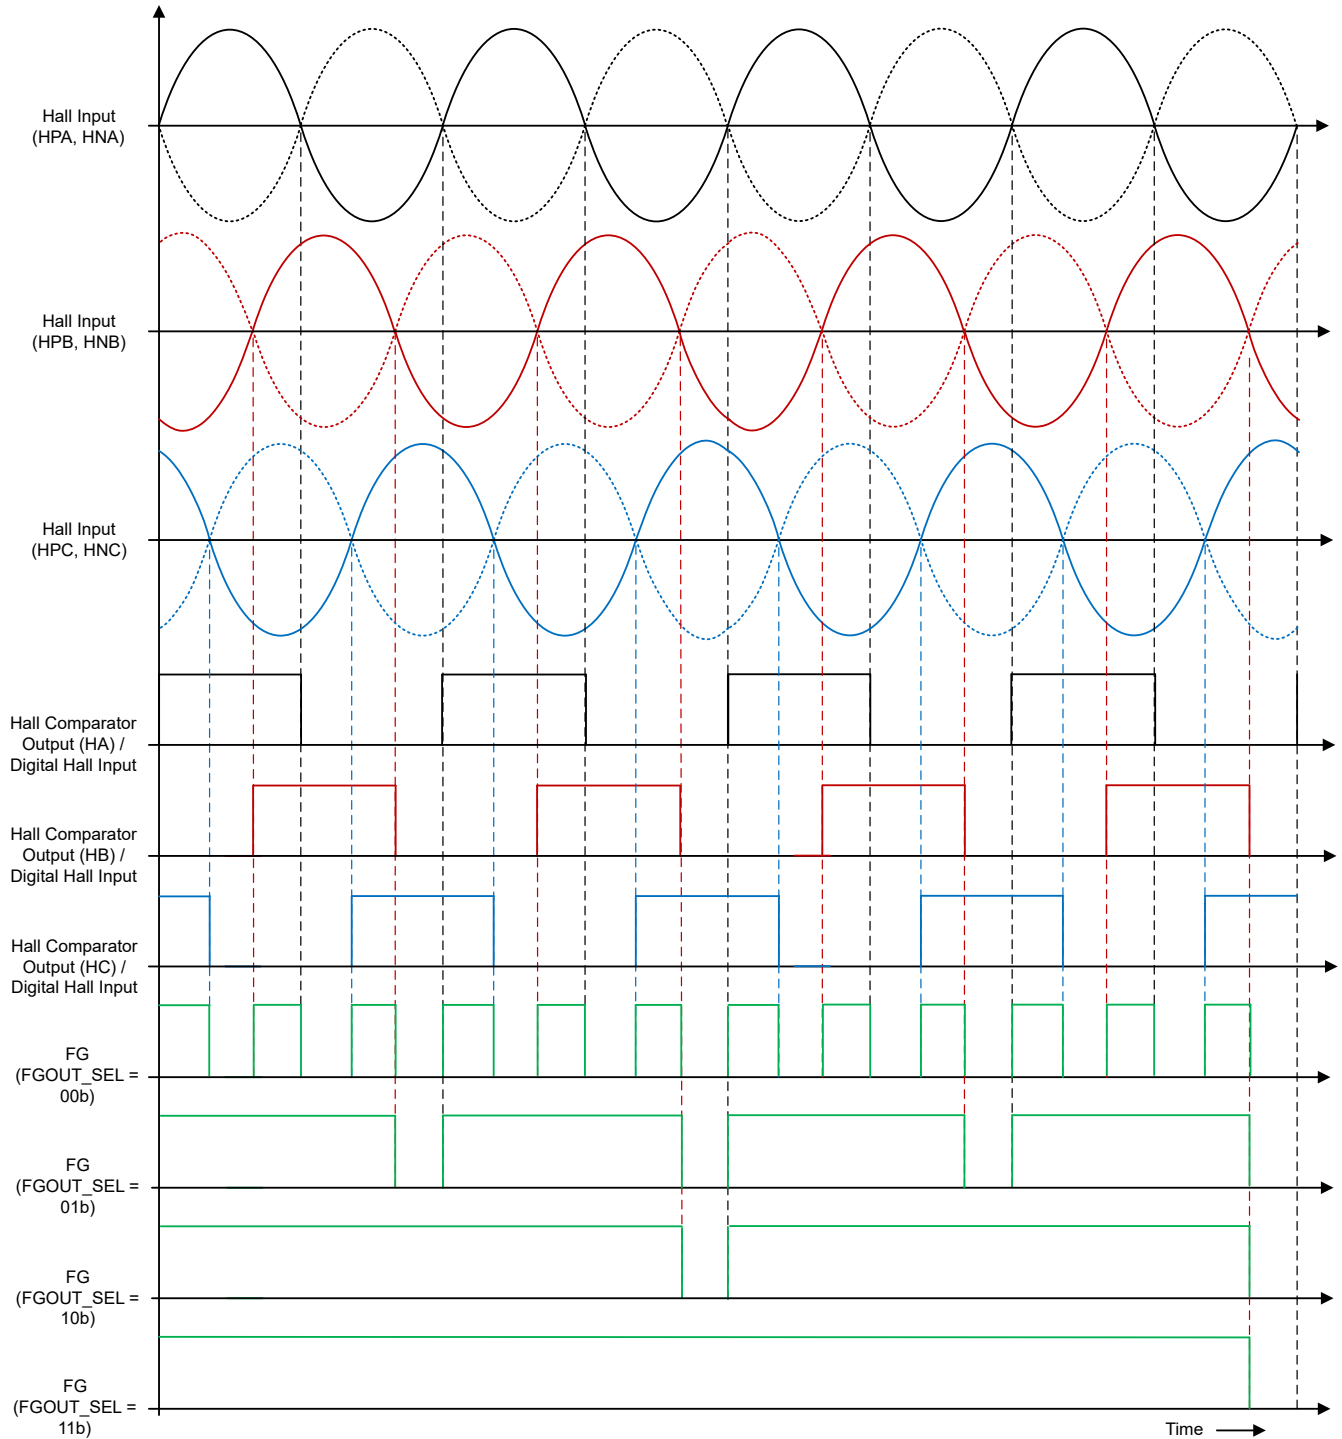 Hall Input
(HPA, HNA)
Hall Input
(HPB, HNB)
Hall Input
(HPC, HNC)
Hall Comparator
Output (HA) /
Digital Hall Input
Hall Comparator
Output (HB) /
Digital Hall Input
Hall Comparator
Output (HC) /
Digital Hall Input
FG
(FGOUT_SEL =
00b)
FG
(FGOUT_SEL =
01b)
FG
(FGOUT_SEL =
10b)
FG
(FGOUT_SEL =
11b)
Time